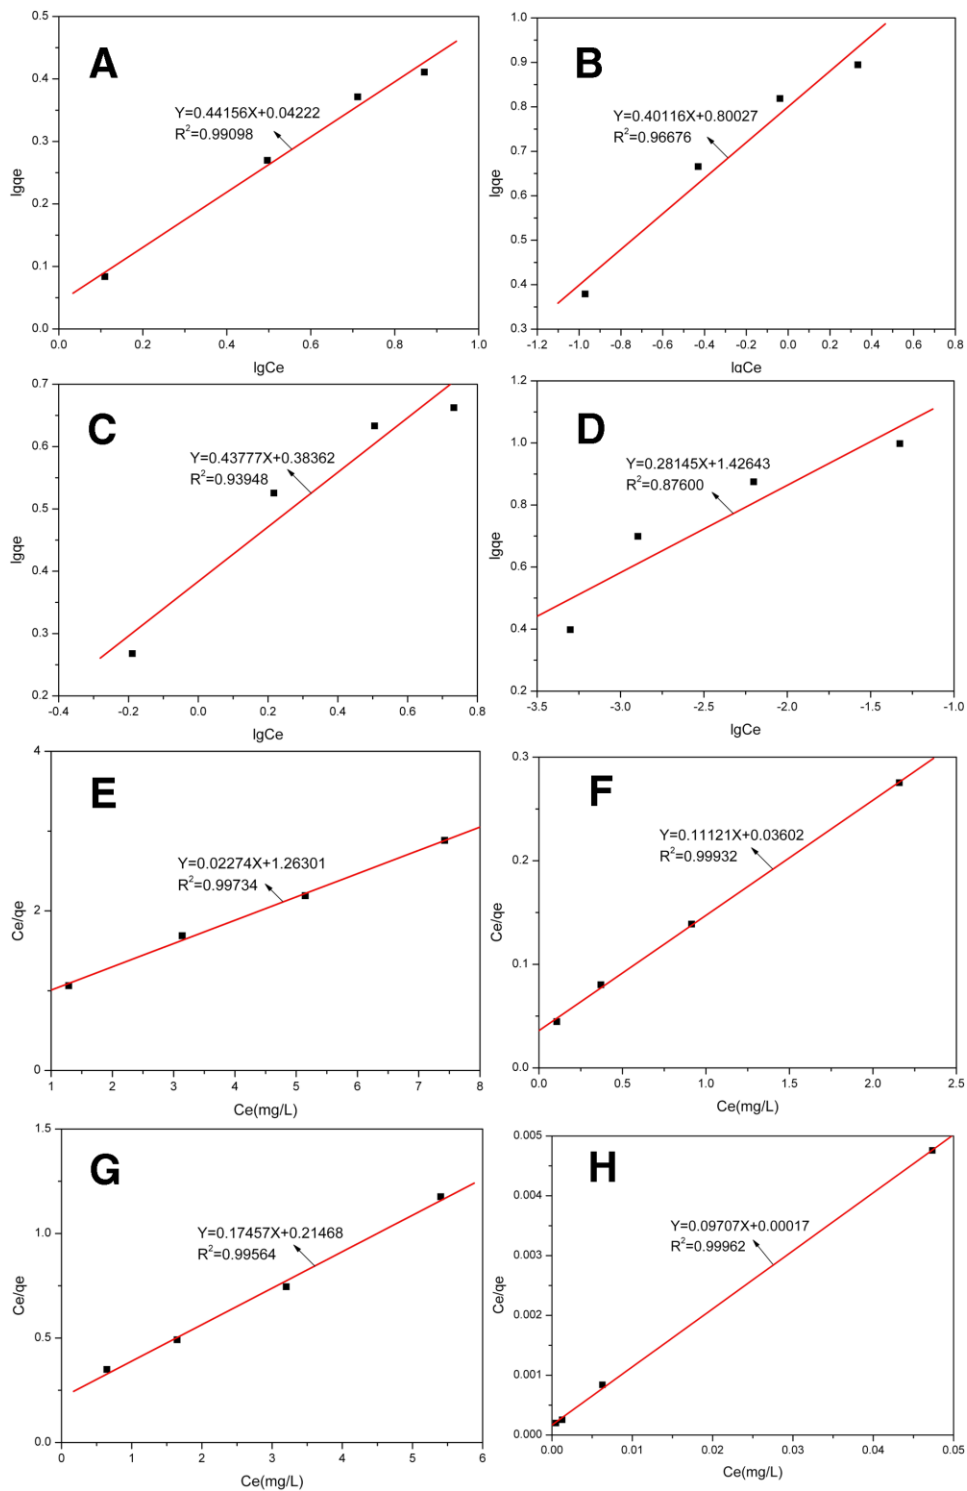 A
Y=0.44156X+0.04222
R²=0.99098
0.5
0.4
0.3
0.2
0.1
0.0
0.0 0.2 0.4 0.6 0.8 1.0
lgqe
lgCe
B
Y=0.40116X+0.80027
R²=0.96676
1.0
0.9
0.8
0.7
0.6
0.5
0.4
0.3
-1.2 -1.0 -0.8 -0.6 -0.4 -0.2 0.0 0.2 0.4 0.6 0.8
lgqe
lgCe
C
Y=0.43777X+0.38362
R²=0.93948
0.7
0.6
0.5
0.4
0.3
0.2
-0.4 -0.2 0.0 0.2 0.4 0.6 0.8
lgqe
lgCe
D
Y=0.28145X+1.42643
R²=0.87600
1.2
1.0
0.8
0.6
0.4
0.2
-3.5 -3.0 -2.5 -2.0 -1.5 -1.0
lgqe
lgCe
E
Y=0.02274X+1.26301
R²=0.99734
4
2
0
1 2 3 4 5 6 7 8
Ce/qe
Ce(mg/L)
F
Y=0.11121X+0.03602
R²=0.99932
0.3
0.2
0.1
0.0
0.0 0.5 1.0 1.5 2.0 2.5
Ce/qe
Ce(mg/L)
G
Y=0.17457X+0.21468
R²=0.99564
1.5
1.0
0.5
0.0
0 1 2 3 4 5 6
Ce/qe
Ce(mg/L)
H
Y=0.09707X+0.00017
R²=0.99962
0.005
0.004
0.003
0.002
0.001
0.000
0.00 0.01 0.02 0.03 0.04 0.05
Ce/qe
Ce(mg/L)